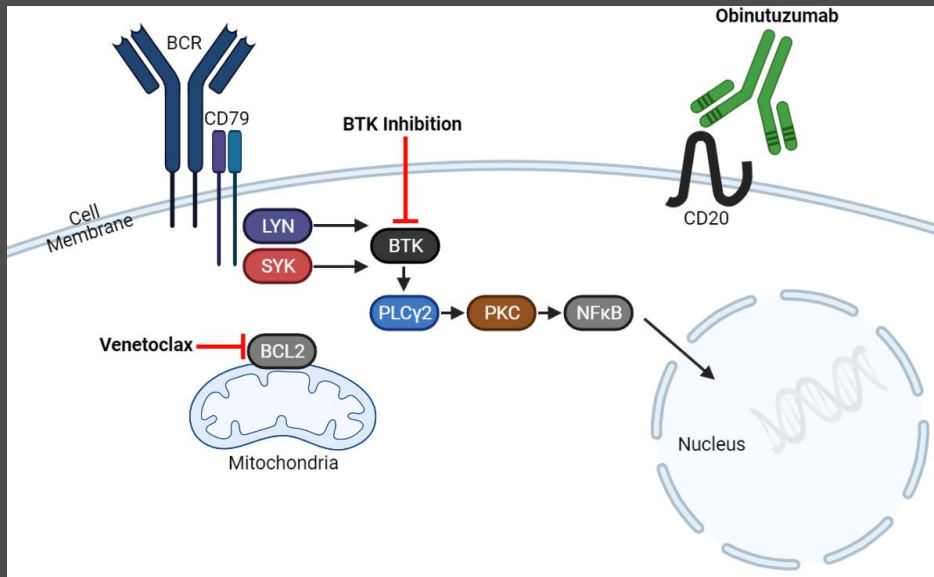 Obinutuzumab
BCR
CD79
BTK Inhibition
CD20
Cell
Membrane
LYN
BTK
SYK
PLCγ2
PKC
NFκB
Venetoclax
BCL2
Nucleus
Mitochondria